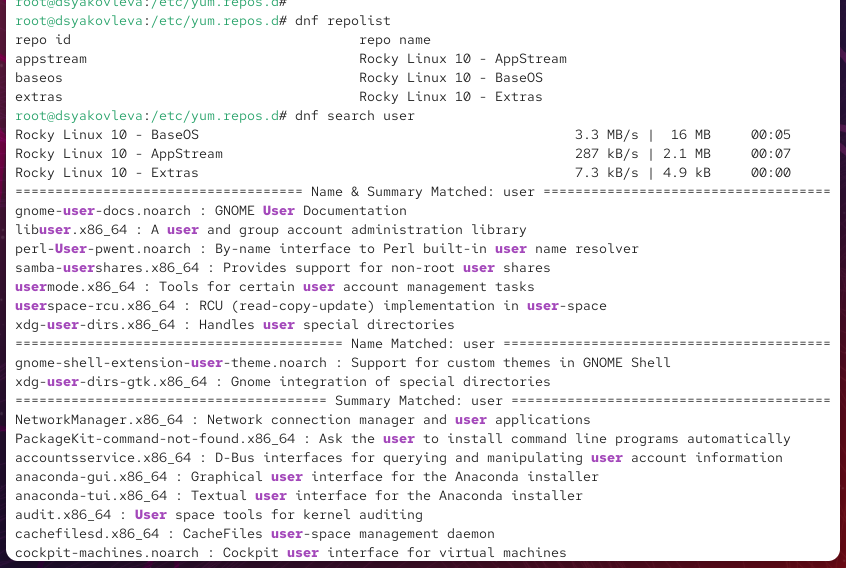 root@dsyakovleva:/etc/yum.repos.d#
root@dsyakovleva:/etc/yum.repos.d# dnf repolist
repo id                                    repo name
appstream                                  Rocky Linux 10 - AppStream
baseos                                     Rocky Linux 10 - BaseOS
extras                                     Rocky Linux 10 - Extras
root@dsyakovleva:/etc/yum.repos.d# dnf search user
Rocky Linux 10 - BaseOS                                               3.3 MB/s |  16 MB     00:05
Rocky Linux 10 - AppStream                                            287 kB/s | 2.1 MB     00:07
Rocky Linux 10 - Extras                                               7.3 kB/s | 4.9 kB     00:00
==================================== Name & Summary Matched: user ====================================
gnome-user-docs.noarch : GNOME User Documentation
libuser.x86_64 : A user and group account administration library
perl-User-pwent.noarch : By-name interface to Perl built-in user name resolver
samba-usershares.x86_64 : Provides support for non-root user shares
usermode.x86_64 : Tools for certain user account management tasks
userspace-rcu.x86_64 : RCU (read-copy-update) implementation in user-space
xdg-user-dirs.x86_64 : Handles user special directories
========================================= Name Matched: user =========================================
gnome-shell-extension-user-theme.noarch : Support for custom themes in GNOME Shell
xdg-user-dirs-gtk.x86_64 : Gnome integration of special directories
======================================= Summary Matched: user ========================================
NetworkManager.x86_64 : Network connection manager and user applications
PackageKit-command-not-found.x86_64 : Ask the user to install command line programs automatically
accountsservice.x86_64 : D-Bus interfaces for querying and manipulating user account information
anaconda-gui.x86_64 : Graphical user interface for the Anaconda installer
anaconda-tui.x86_64 : Textual user interface for the Anaconda installer
audit.x86_64 : User space tools for kernel auditing
cachefilesd.x86_64 : CacheFiles user-space management daemon
cockpit-machines.noarch : Cockpit user interface for virtual machines